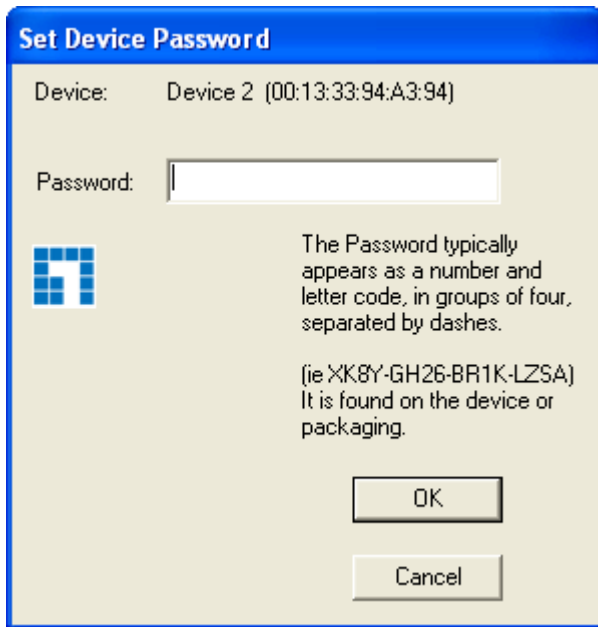 Set Device Password
Device: Device 2 (00:13:33:94:A3:94)
Password:
The Password typically
appears as a number and
letter code, in groups of four,
separated by dashes.
(ie XK8Y-GH26-BR1K-LZSA)
It is found on the device or
packaging.
OK
Cancel